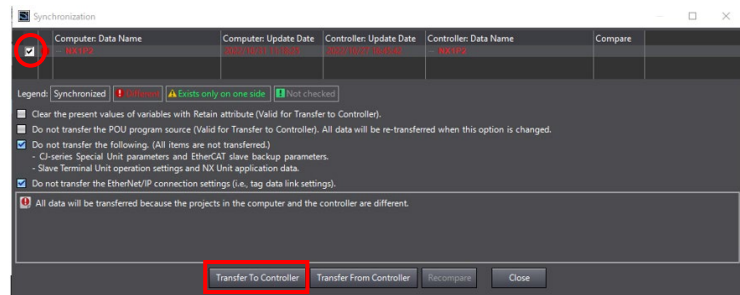 Synchronization
Computer: Data Name Computer: Update Date Controller: Update Date Controller: Data Name Compare
NX1P2 NX1P2
Legend: Synchronized Different Exists only on one side Not checked
Clear the present values of variables with Retain attribute (Valid for Transfer to Controller).
Do not transfer the POU program source (Valid for Transfer to Controller). All data will be re-transferred when this option is changed.
Do not transfer the following. (All items are not transferred.)
- CJ-series Special Unit parameters and EtherCAT slave backup parameters.
- Slave Terminal Unit operation settings and NX Unit application data.
Do not transfer the EtherNet/IP connection settings (i.e., tag data link settings).
All data will be transferred because the projects in the computer and the controller are different.
Transfer To Controller Transfer From Controller Recompare Close